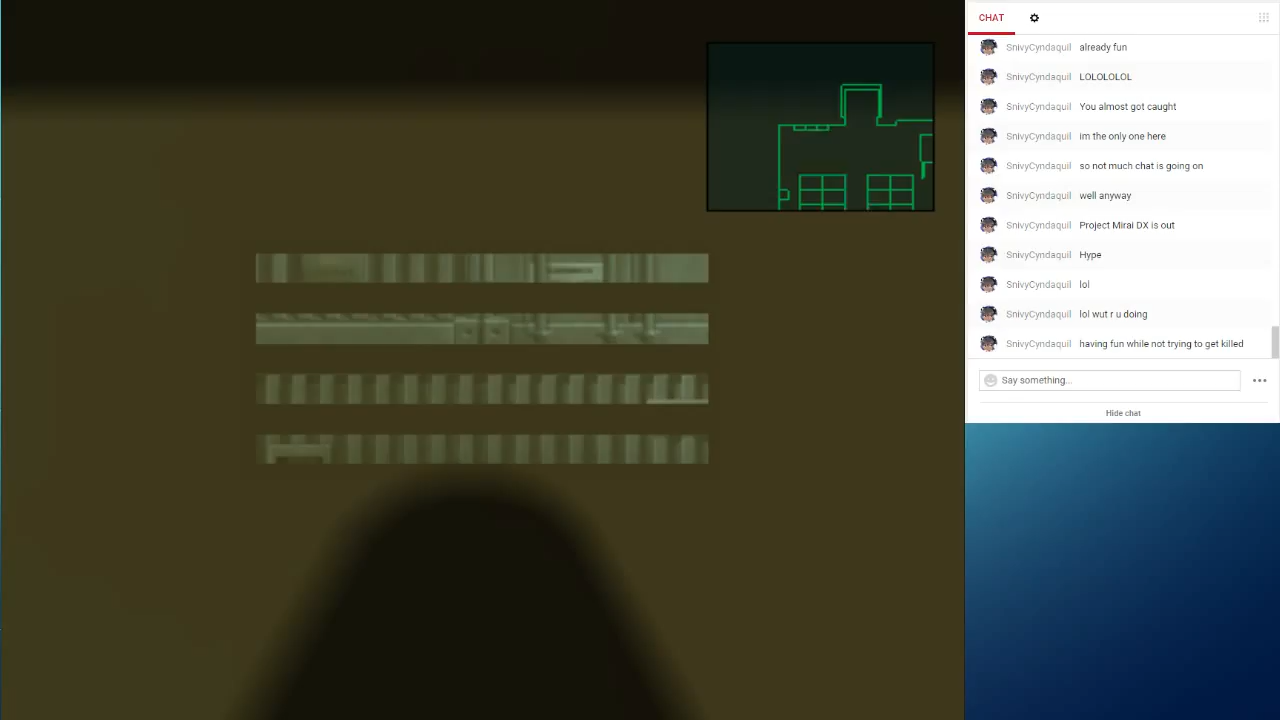 CHAT
SnivyCyndaquil already fun
SnivyCyndaquil LOLOLOLOL
SnivyCyndaquil You almost got caught
SnivyCyndaquil im the only one here
SnivyCyndaquil so not much chat is going on
SnivyCyndaquil well anyway
SnivyCyndaquil Project Mirai DX is out
SnivyCyndaquil Hype
SnivyCyndaquil lol
SnivyCyndaquil lol wut r u doing
SnivyCyndaquil having fun while not trying to get killed
Say something...
Hide chat